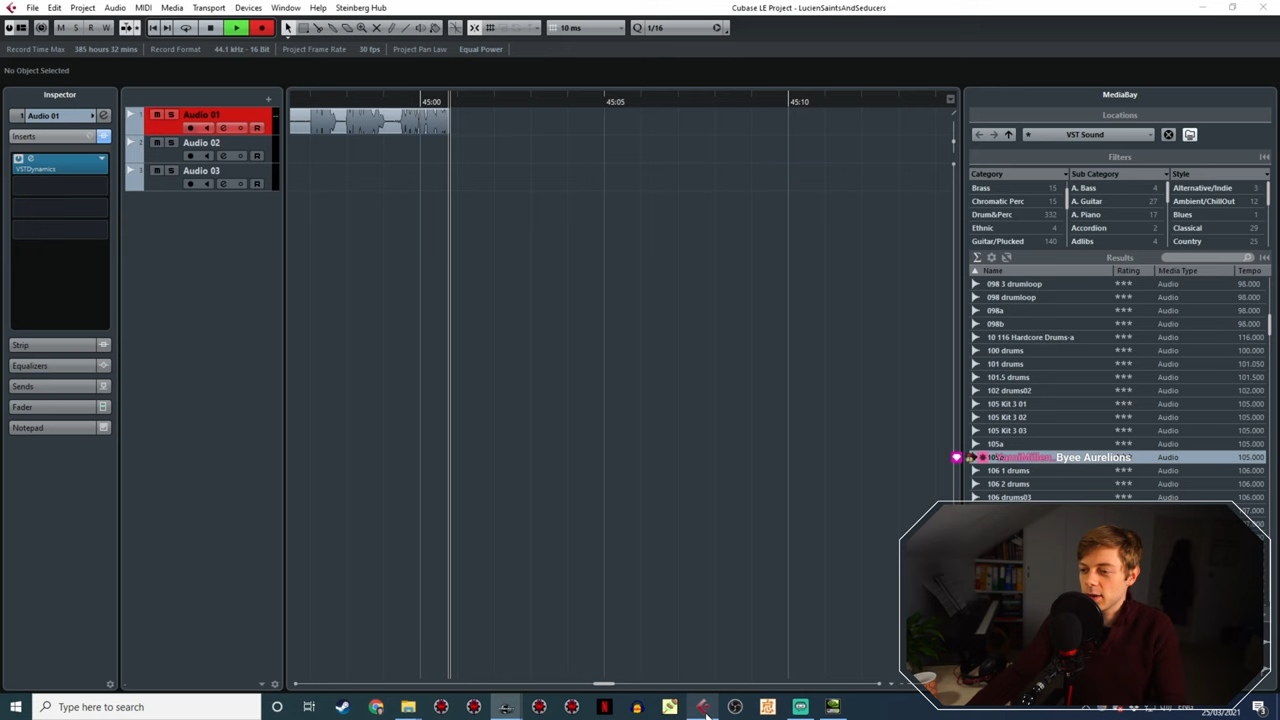 Cubase LE Project - LucienSaintsAndSeducers
File Edit Project Audio MIDI Media Transport Devices Window Steinberg Hub
M S R W 10 ms Q 1/16
Record Time Max 385 hours 32 mins Record Format 44.1 kHz - 16 Bit Project Frame Rate 30 fps Project Pan Law Equal Power
No Object Selected
Inspector
1 Audio 01
Inserts
VSTDynamics
Strip
Equalizers
Sends
Fader
Notepad
1 m S Audio 01
R
2 m S Audio 02
R
3 m S Audio 03
R
45:00 45:05 45:10
MediaBay
Locations
VST Sound
Filters
Category Sub Category Style
Brass 15 A. Bass 4 Alternative/Indie 3
Chromatic Perc 15 A. Guitar 27 Ambient/ChillOut 12
Drum&Perc 332 A. Piano 17 Blues 1
Ethnic 4 Accordion 2 Classical 29
Guitar/Plucked 140 Adlibs 4 Country 25
Results
Name Rating Media Type Tempo
098 3 drumloop *** Audio 98.000
098 drumloop *** Audio 98.000
098a *** Audio 98.000
098b *** Audio 98.000
10 116 Hardcore Drums-a *** Audio 116.000
100 drums *** Audio 100.000
101 drums *** Audio 101.050
101.5 drums *** Audio 101.500
102 drums02 *** Audio 102.000
105 Kit 3 01 *** Audio 105.000
105 Kit 3 02 *** Audio 105.000
105 Kit 3 03 *** Audio 105.000
105a *** Audio 105.000
Byee Aurelions Audio 105.000
106 1 drums *** Audio 106.000
106 2 drums *** Audio 106.000
106 drums03 *** Audio 106.000
Type here to search
ENG
25/03/2021